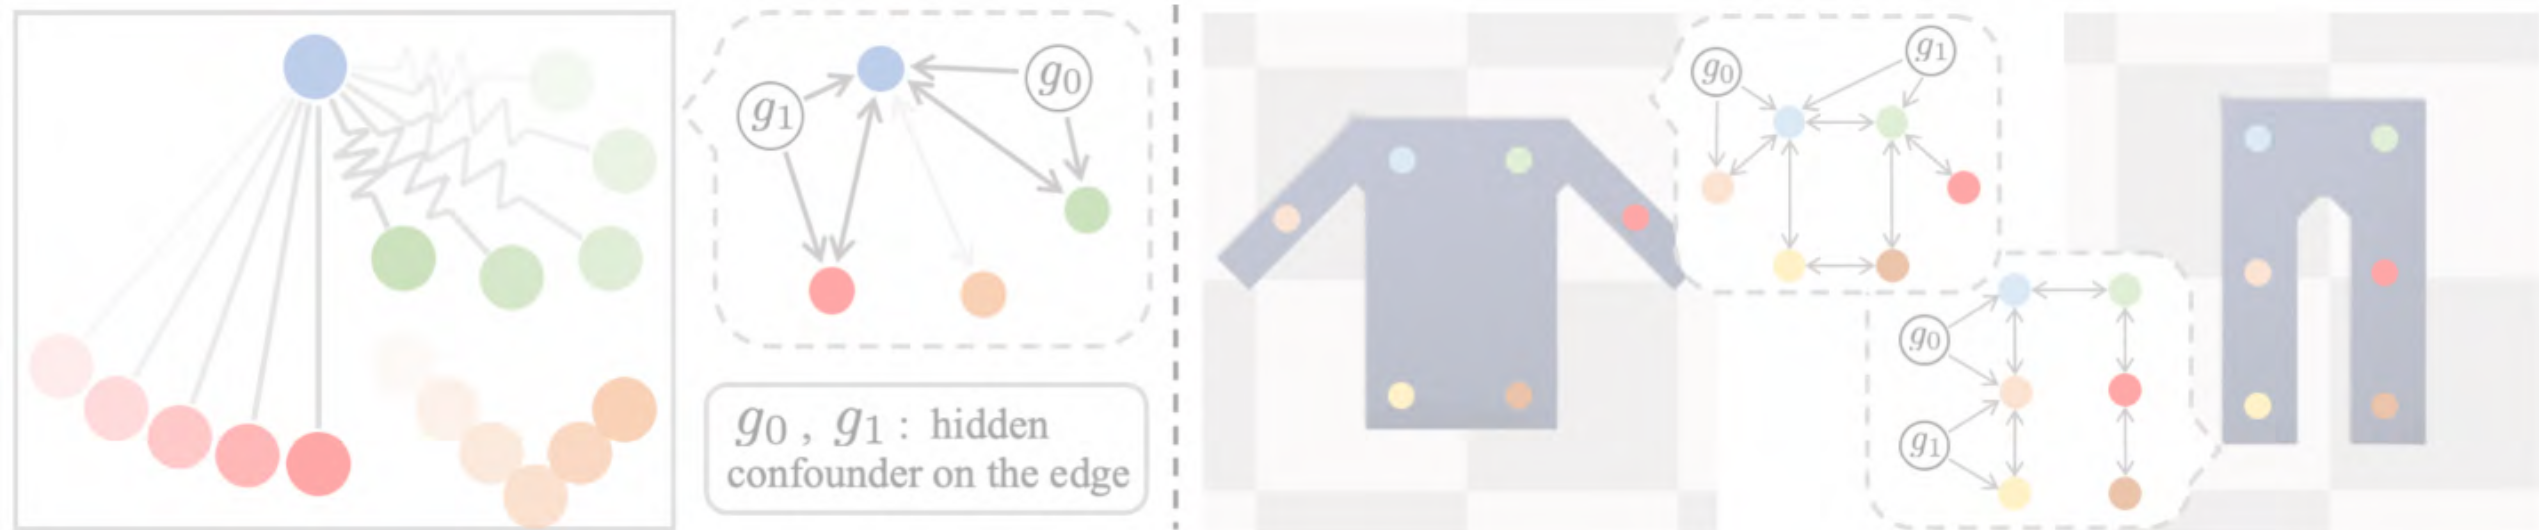 g₁
g₀
g₀ , g₁ : hidden
confounder on the edge
g₀
g₁
g₀
g₁